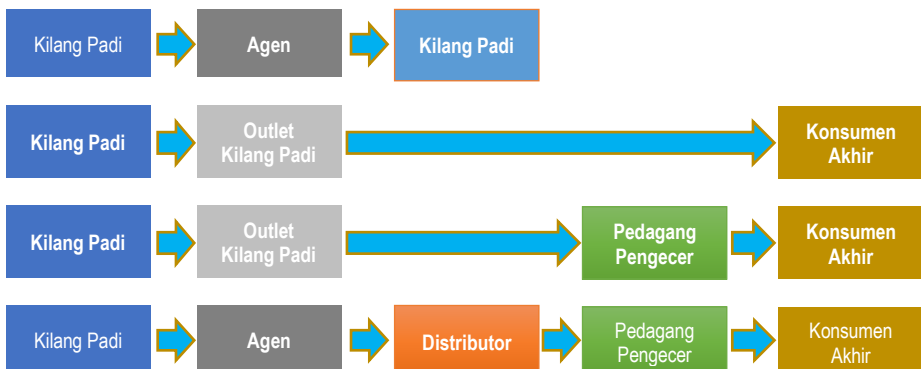 Kilang Padi
Agen
Kilang Padi
Kilang Padi
Outlet
Kilang Padi
Konsumen
Akhir
Kilang Padi
Outlet
Kilang Padi
Pedagang
Pengecer
Konsumen
Akhir
Kilang Padi
Agen
Distributor
Pedagang
Pengecer
Konsumen
Akhir